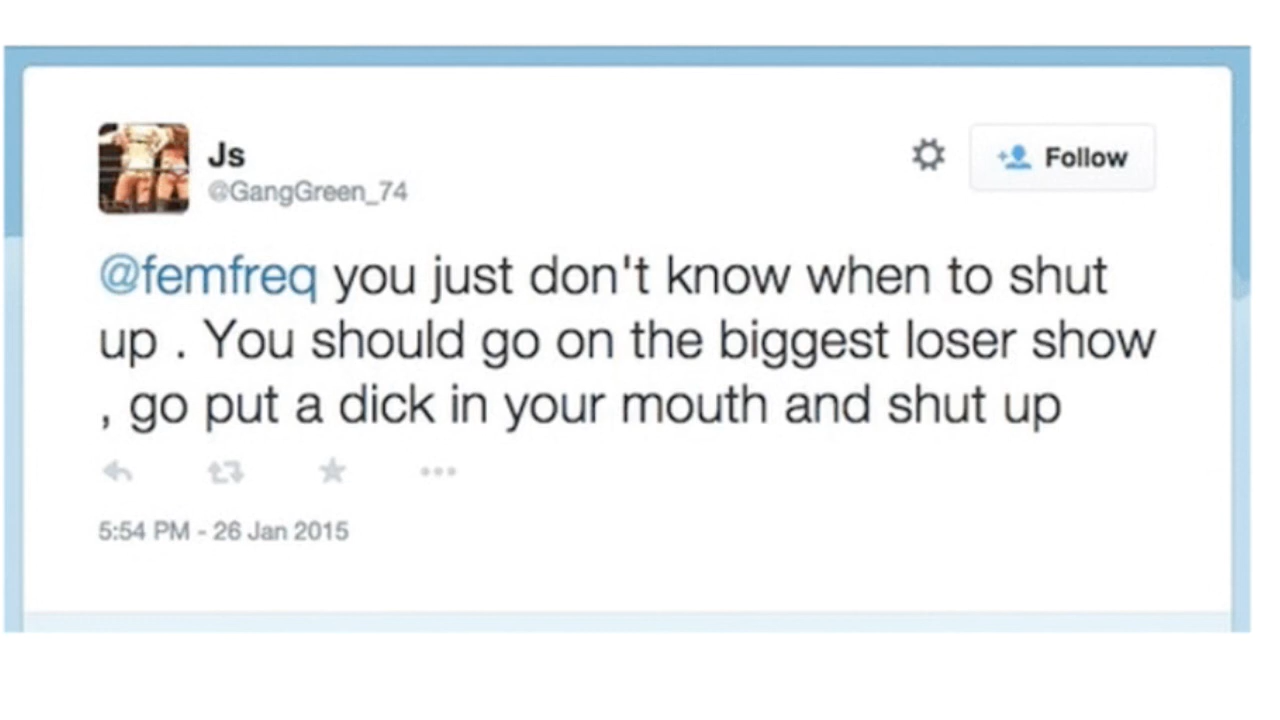 Js
@GangGreen_74
Follow
@femfreq you just don't know when to shut
up . You should go on the biggest loser show
, go put a dick in your mouth and shut up
5:54 PM - 26 Jan 2015